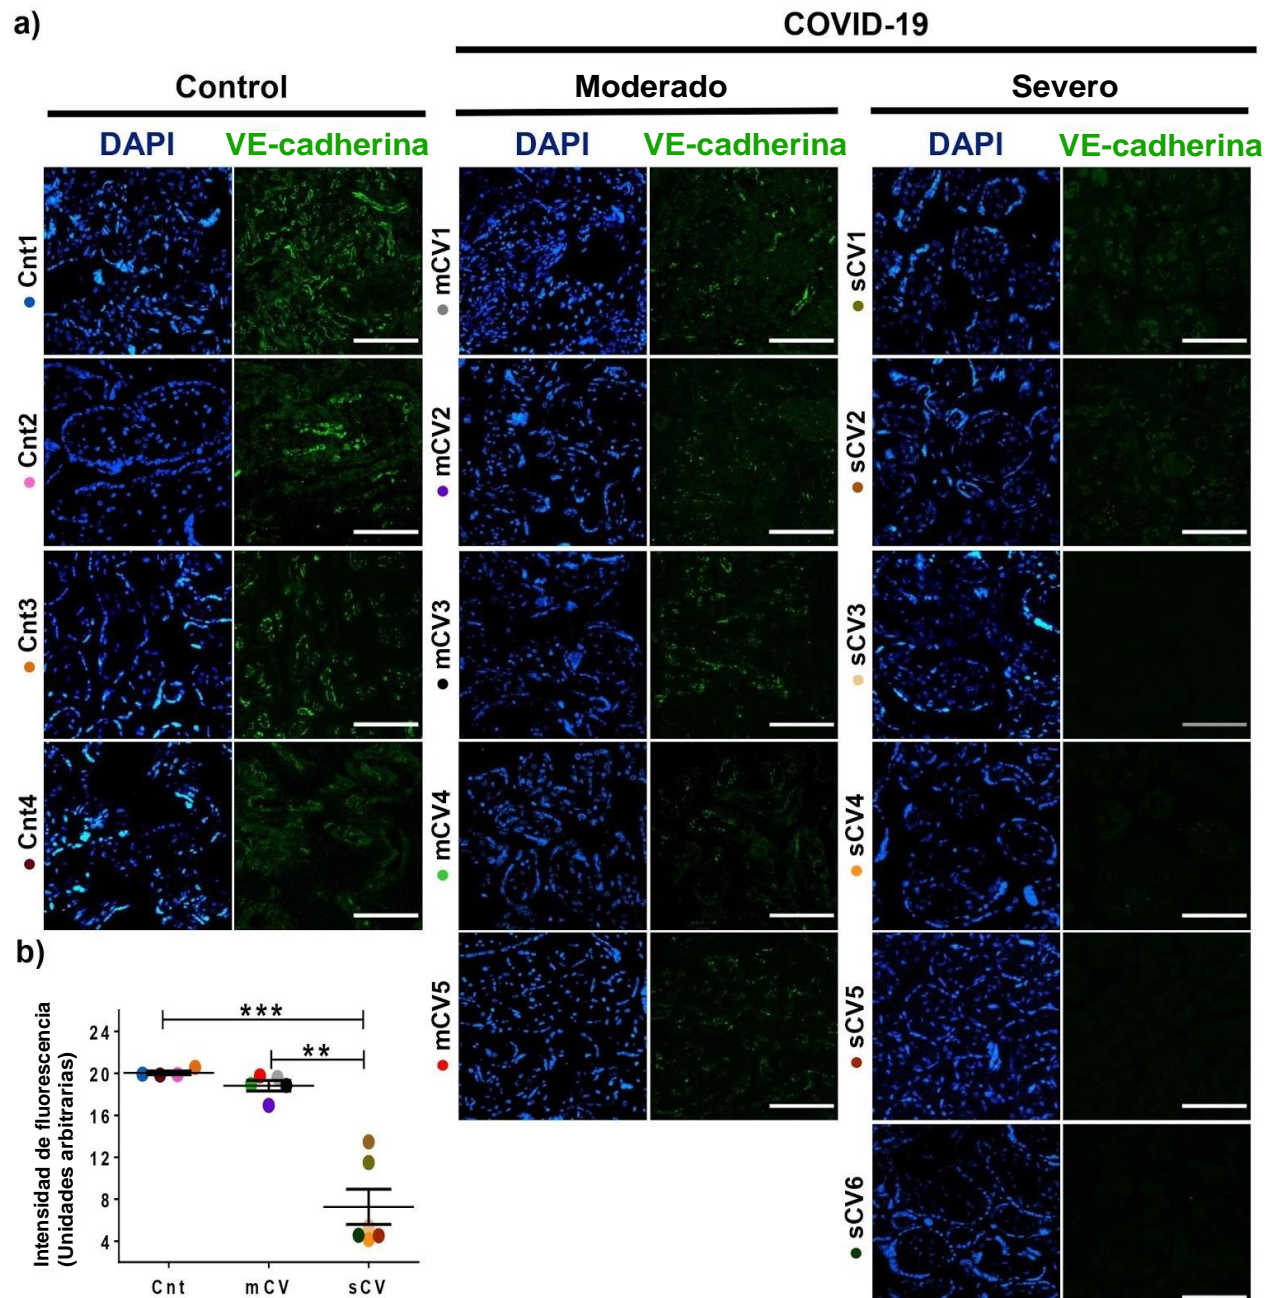 a)
COVID-19
Control
Moderado
Severo
DAPI
VE-cadherina
DAPI
VE-cadherina
DAPI
VE-cadherina
Cnt1
Cnt2
Cnt3
Cnt4
mCV1
mCV2
mCV3
mCV4
mCV5
sCV1
sCV2
sCV3
sCV4
sCV5
sCV6
b)
Intensidad de fluorescencia
(Unidades arbitrarias)
***
**
24
20
16
12
8
4
Cnt
mCV
sCV